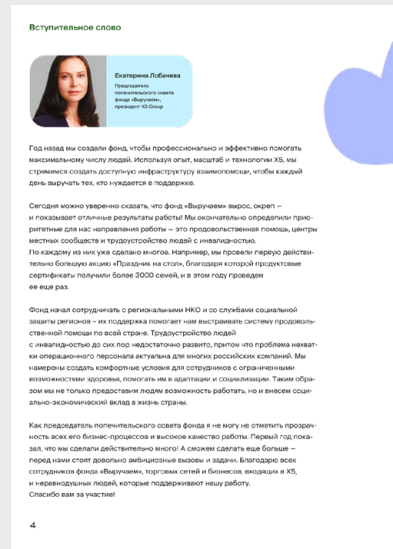 Вступительное слово
Екатерина Лобачева
Председатель
попечительского совета
фонда «Выручаем»,
президент X5 Group
Год назад мы создали фонд, чтобы профессионально и эффективно помогать
максимальному числу людей. Используя опыт, масштаб и технологии X5, мы
стремимся создать доступную инфраструктуру взаимопомощи, чтобы каждый
день выручать тех, кто нуждается в поддержке.
Сегодня можно уверенно сказать, что фонд «Выручаем» вырос, окреп –
и показывает отличные результаты работы! Мы окончательно определили прио-
ритетные для нас направления работы – это продовольственная помощь, центры
местных сообществ и трудоустройство людей с инвалидностью.
По каждому из них уже сделано многое. Например, мы провели первую действи-
тельно большую акцию «Праздник на стол», благодаря которой продуктовые
сертификаты получили более 3000 семей, и в этом году проведем
ее еще раз.
Фонд начал сотрудничать с региональными НКО и со службами социальной
защиты регионов – их поддержка помогает нам выстраивать систему продоволь-
ственной помощи по всей стране. Трудоустройство людей
с инвалидностью до сих пор недостаточно развито, притом что проблема нехват-
ки операционного персонала актуальна для многих российских компаний. Мы
намерены создать комфортные условия для сотрудников с ограниченными
возможностями здоровья, помогать им в адаптации и социализации. Таким обра-
зом мы не только предоставим людям возможность работать, но и внесем соци-
ально-экономический вклад в жизнь страны.
Как председатель попечительского совета фонда я не могу не отметить прозрач-
ность всех его бизнес-процессов и высокое качество работы. Первый год пока-
зал, что мы сделали действительно много! А сможем сделать еще больше –
перед нами стоят довольно амбициозные вызовы и задачи. Благодарю всех
сотрудников фонда «Выручаем», торговых сетей и бизнесов, входящих в X5,
и неравнодушных людей, которые поддерживают нашу работу.
Спасибо вам за участие!
4